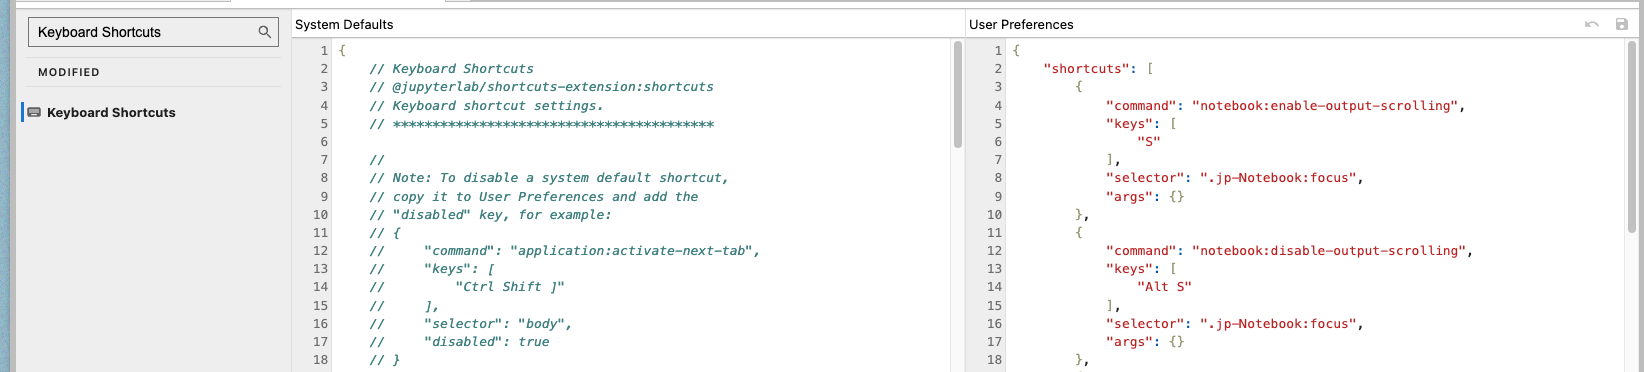 Keyboard Shortcuts
MODIFIED
Keyboard Shortcuts
System Defaults
1 {
2 // Keyboard Shortcuts
3 // @jupyterlab/shortcuts-extension:shortcuts
4 // Keyboard shortcut settings.
5 // *****************************************
6
7 //
8 // Note: To disable a system default shortcut,
9 // copy it to User Preferences and add the
10 // "disabled" key, for example:
11 // {
12 //     "command": "application:activate-next-tab",
13 //     "keys": [
14 //         "Ctrl Shift ]"
15 //     ],
16 //     "selector": "body",
17 //     "disabled": true
18 // }
User Preferences
1 {
2     "shortcuts": [
3         {
4             "command": "notebook:enable-output-scrolling",
5             "keys": [
6                 "S"
7             ],
8             "selector": ".jp-Notebook:focus",
9             "args": {}
10         },
11         {
12             "command": "notebook:disable-output-scrolling",
13             "keys": [
14                 "Alt S"
15             ],
16             "selector": ".jp-Notebook:focus",
17             "args": {}
18         },